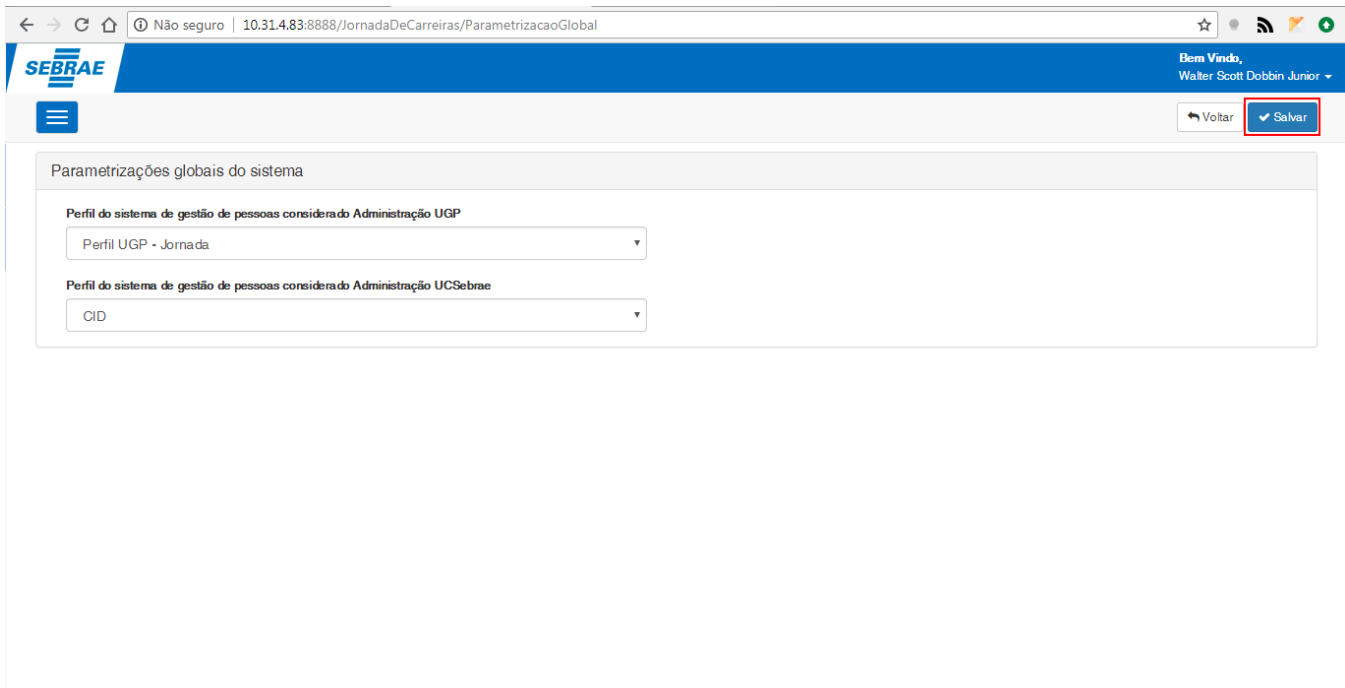 Não seguro | 10.31.4.83:8888/JornadaDeCarreiras/ParametrizacaoGlobal
SEBRAE
Bem Vindo,
Walter Scott Dobbin Junior
Voltar
Salvar
Parametrizações globais do sistema
Perfil do sistema de gestão de pessoas considerado Administração UGP
Perfil UGP - Jornada
Perfil do sistema de gestão de pessoas considerado Administração UCSebrae
CID